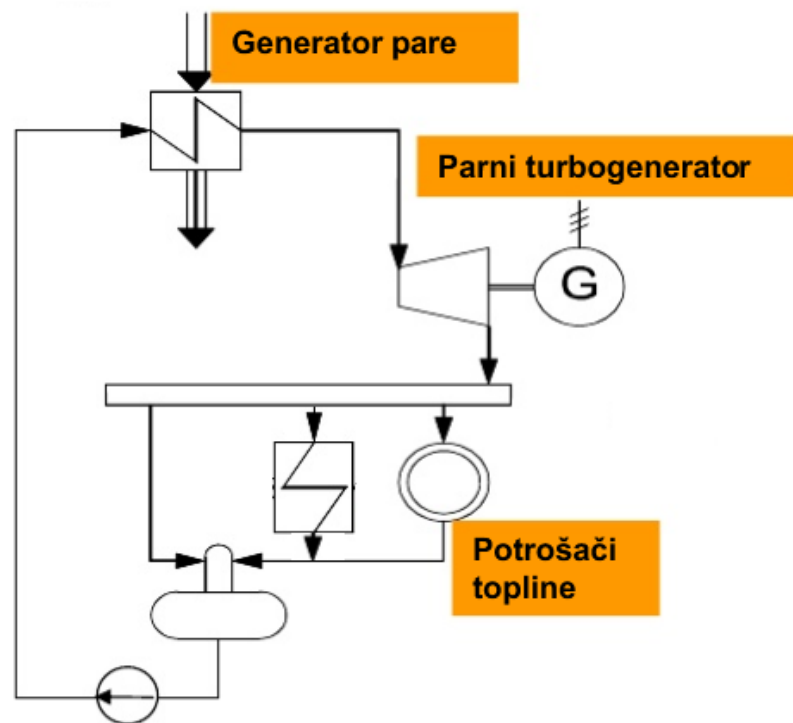 Generator pare
Parni turbogenerator
G
Potrošači
topline